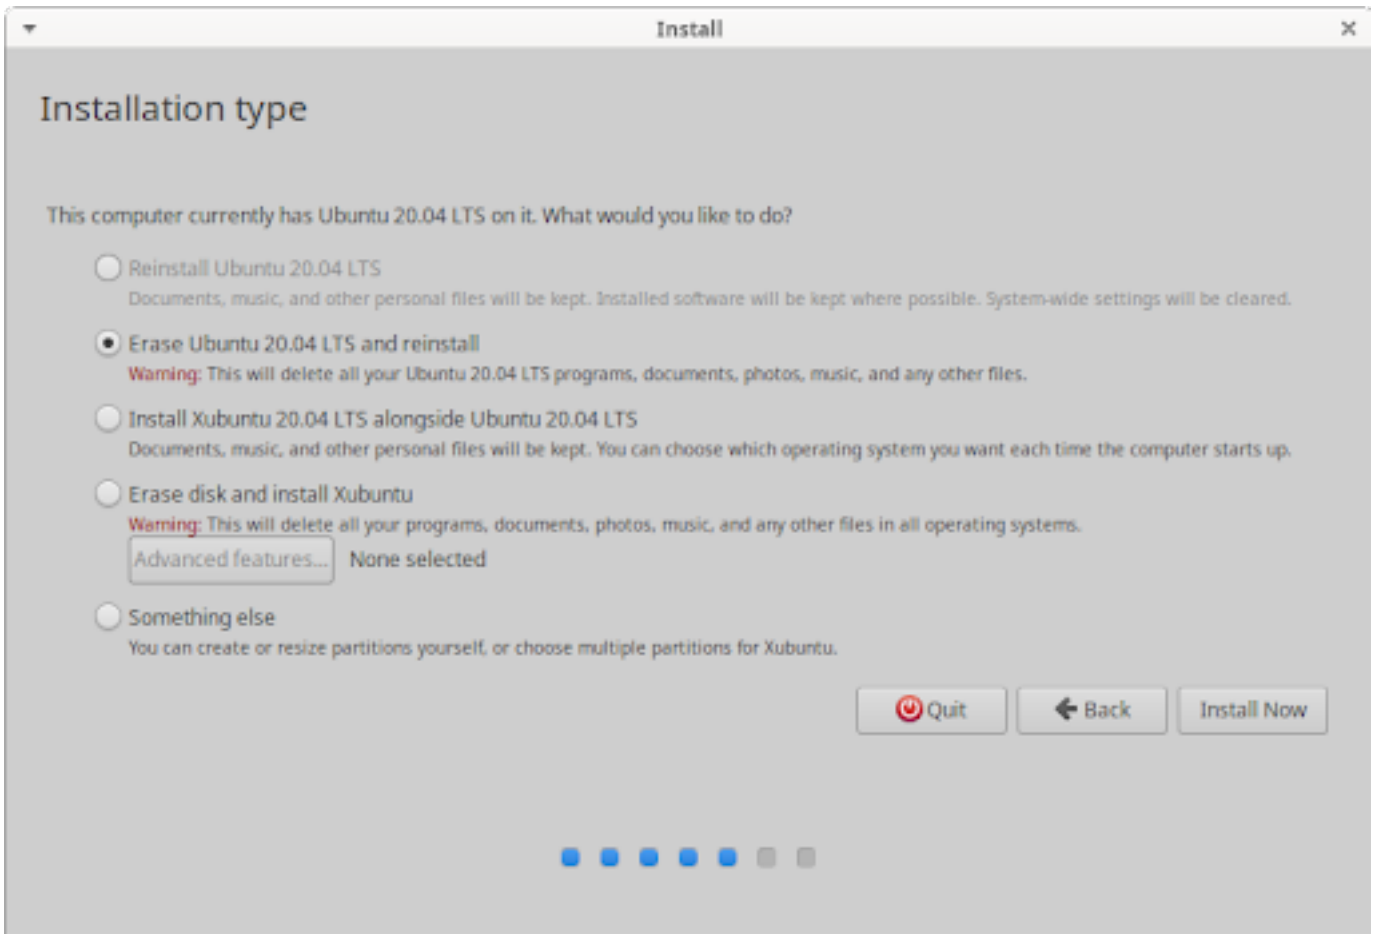 Install
Installation type
This computer currently has Ubuntu 20.04 LTS on it. What would you like to do?
Reinstall Ubuntu 20.04 LTS
Documents, music, and other personal files will be kept. Installed software will be kept where possible. System-wide settings will be cleared.
Erase Ubuntu 20.04 LTS and reinstall
Warning: This will delete all your Ubuntu 20.04 LTS programs, documents, photos, music, and any other files.
Install Xubuntu 20.04 LTS alongside Ubuntu 20.04 LTS
Documents, music, and other personal files will be kept. You can choose which operating system you want each time the computer starts up.
Erase disk and install Xubuntu
Warning: This will delete all your programs, documents, photos, music, and any other files in all operating systems.
Advanced features... None selected
Something else
You can create or resize partitions yourself, or choose multiple partitions for Xubuntu.
Quit Back Install Now